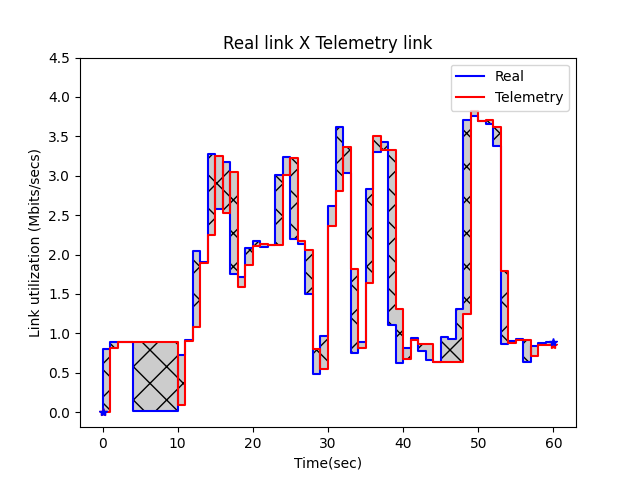 Real link X Telemetry link
Real
Telemetry
Link utilization (Mbits/secs)
4.5
4.0
3.5
3.0
2.5
2.0
1.5
1.0
0.5
0.0
0 10 20 30 40 50 60
Time(sec)